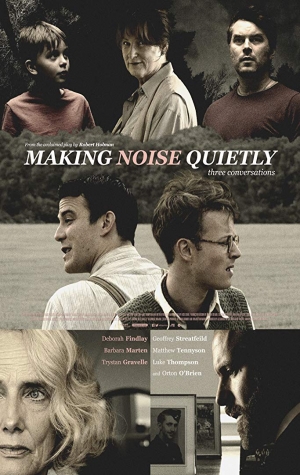 From the acclaimed play by Robert Holman
MAKING NOISE QUIETLY
three conversations
Deborah Findlay Geoffrey Streatfeild
Barbara Marten Matthew Tennyson
Trystan Gravelle Luke Thompson
and Orton O'Brien